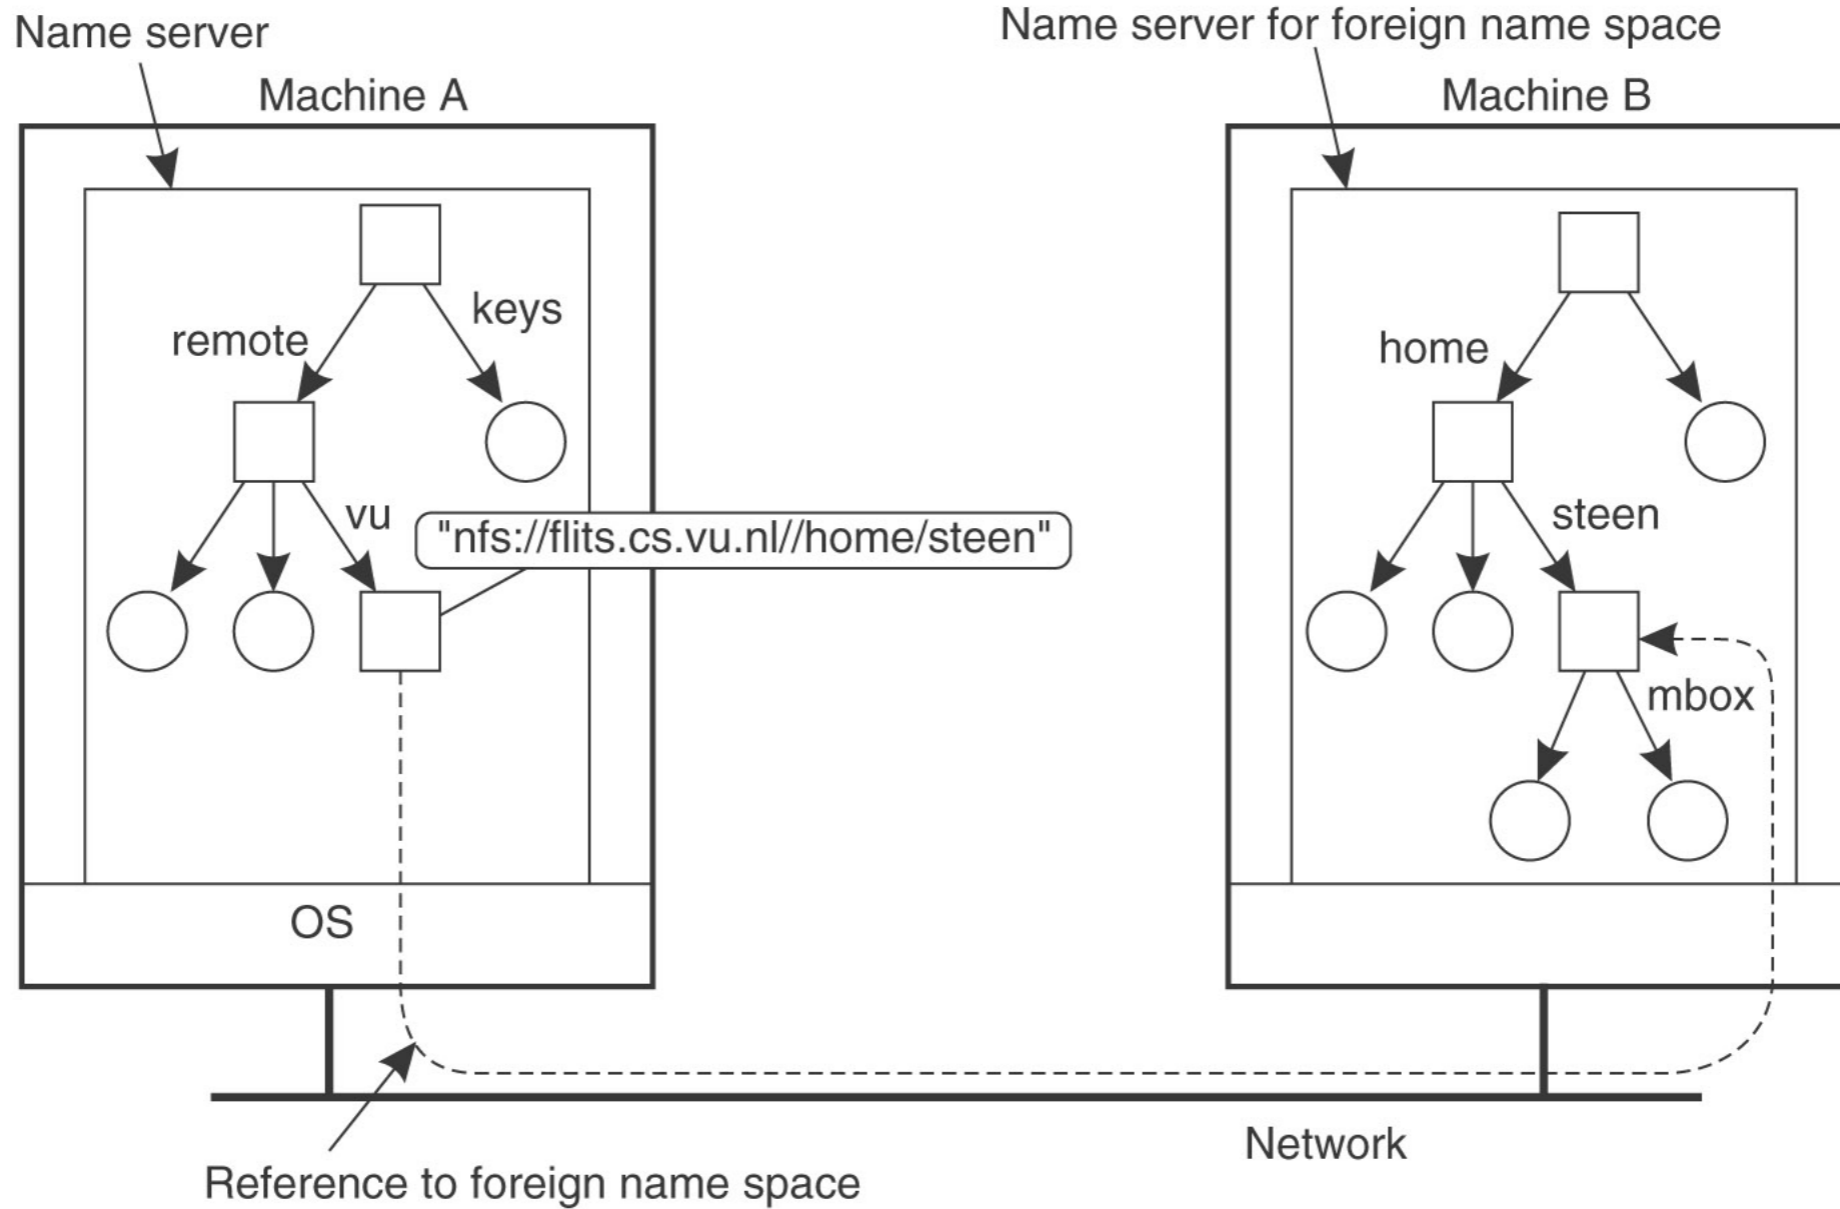 Name server
Name server for foreign name space
Machine A
Machine B
keys
remote
home
vu
steen
"nfs://flits.cs.vu.nl//home/steen"
mbox
OS
Network
Reference to foreign name space